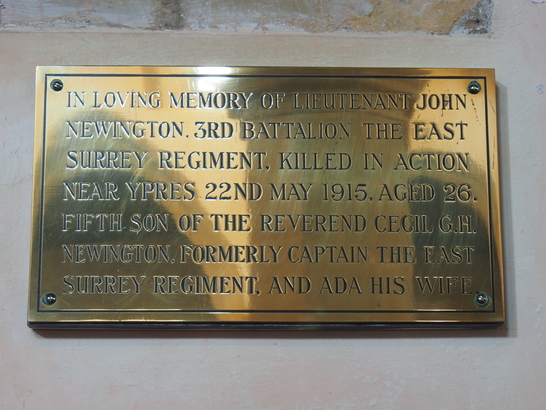 IN LOVING MEMORY OF LIEUTENANT JOHN
NEWINGTON. 3RD BATTALION THE EAST
SURREY REGIMENT, KILLED IN ACTION
NEAR YPRES 22ND MAY 1915. AGED 26.
FIFTH SON OF THE REVEREND CECIL G.H.
NEWINGTON, FORMERLY CAPTAIN THE EAST
SURREY REGIMENT, AND ADA HIS WIFE.